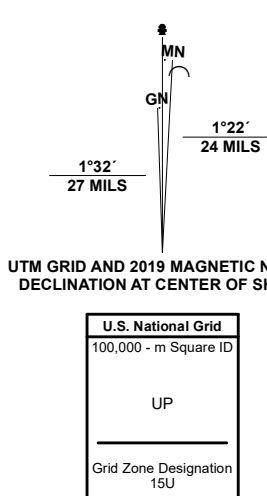 MN
GN
1°22´
24 MILS
1°32´
27 MILS
UTM GRID AND 2019 MAGNETIC N
DECLINATION AT CENTER OF SH
U.S. National Grid
100,000 - m Square ID
UP
Grid Zone Designation
15U